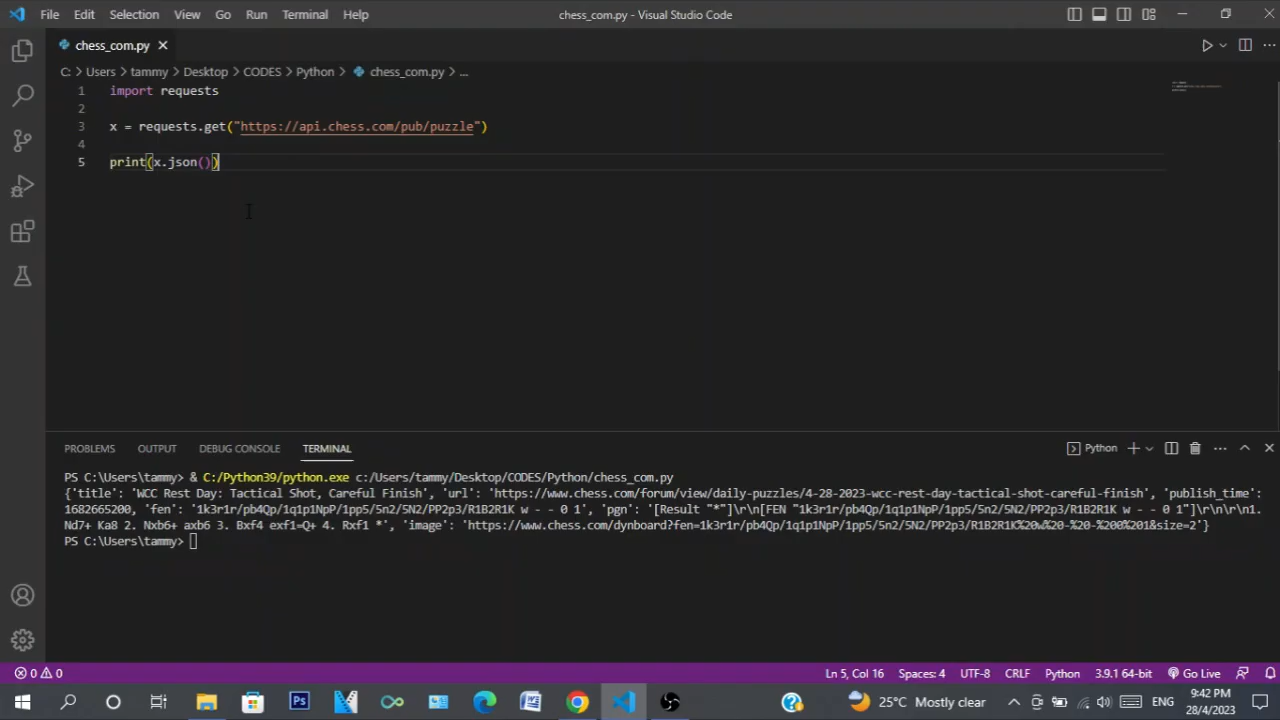 File Edit Selection View Go Run Terminal Help chess_com.py - Visual Studio Code
chess_com.py
C: > Users > tammy > Desktop > CODES > Python > chess_com.py > ...
1 import requests
2
3 x = requests.get("https://api.chess.com/pub/puzzle")
4
5 print(x.json())
PROBLEMS OUTPUT DEBUG CONSOLE TERMINAL Python
PS C:\Users\tammy> & C:/Python39/python.exe c:/Users/tammy/Desktop/CODES/Python/chess_com.py
{'title': 'WCC Rest Day: Tactical Shot, Careful Finish', 'url': 'https://www.chess.com/forum/view/daily-puzzles/4-28-2023-wcc-rest-day-tactical-shot-careful-finish', 'publish_time':
1682665200, 'fen': '1k3r1r/pb4Qp/1q1p1NpP/1pp5/5n2/5N2/PP2p3/R1B2R1K w - - 0 1', 'pgn': '[Result "*"]\r\n[FEN "1k3r1r/pb4Qp/1q1p1NpP/1pp5/5n2/5N2/PP2p3/R1B2R1K w - - 0 1"]\r\n\r\n1.
Nd7+ Ka8 2. Nxb6+ axb6 3. Bxf4 exf1=Q+ 4. Rxf1 *', 'image': 'https://www.chess.com/dynboard?fen=1k3r1r/pb4Qp/1q1p1NpP/1pp5/5n2/5N2/PP2p3/R1B2R1K%20w%20-%20-%200%201&size=2'}
PS C:\Users\tammy>
0 0 Ln 5, Col 16 Spaces: 4 UTF-8 CRLF Python 3.9.1 64-bit Go Live
Ps 25°C Mostly clear ENG 9:42 PM
28/4/2023